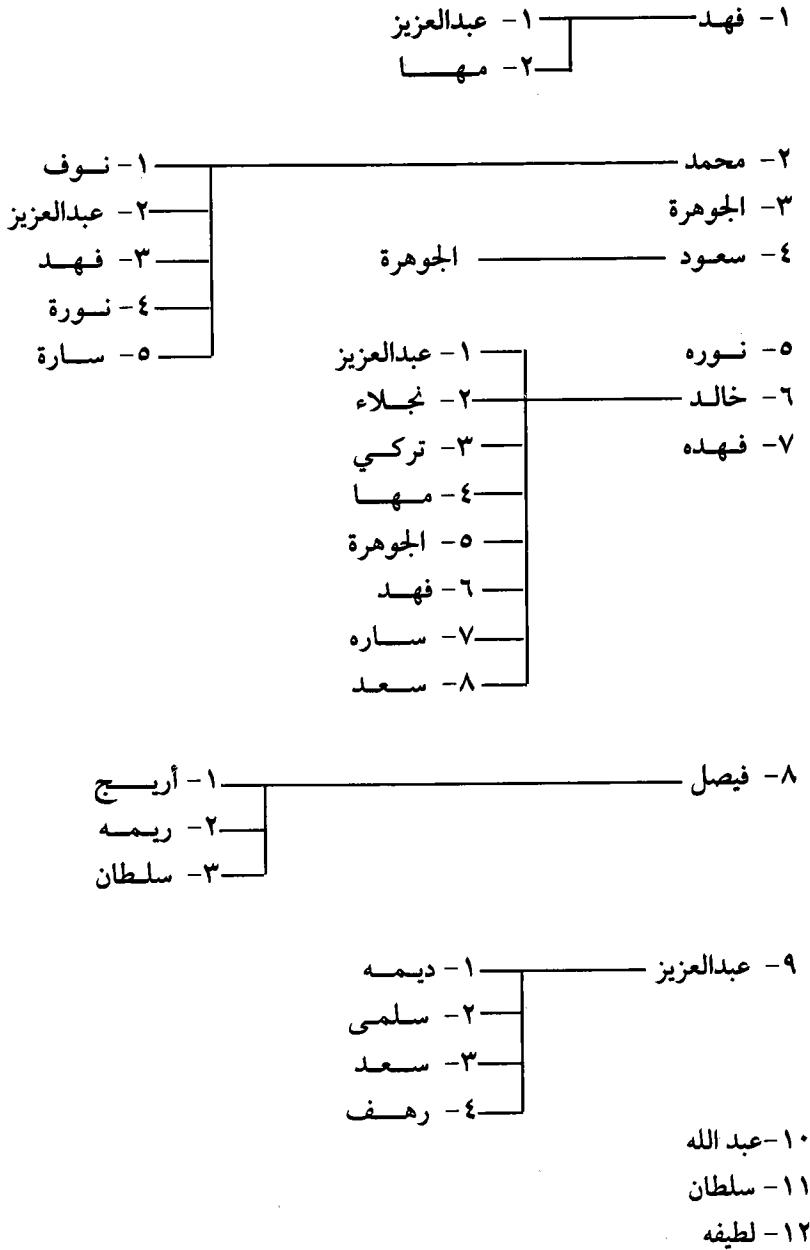 ١- فهد ١- عبدالعزيز
٢- مهـــا
٢- محمد ١- نوف
٣- الجوهرة ٢- عبدالعزيز
٤- سعود الجوهرة ٣- فهد
٤- نورة
٥- نوره ١- عبدالعزيز ٥- سارة
٦- خالد ٢- نجلاء
٧- فهده ٣- تركي
٤- مها
٥- الجوهرة
٦- فهد
٧- ساره
٨- سعد
٨- فيصل ١- أريج
٢- ريمه
٣- سلطان
٩- عبدالعزيز ١- ديمه
٢- سلمى
٣- سعد
٤- رهف
١٠- عبد الله
١١- سلطان
١٢- لطيفه